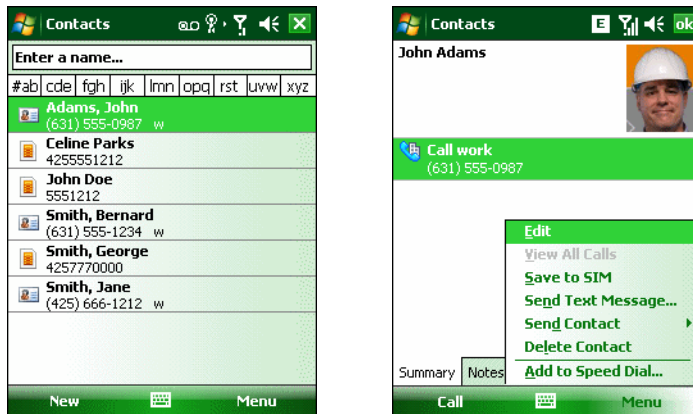 Contacts
Enter a name...
#ab cde fgh ijk lmn opq rst uvw xyz
Adams, John
(631) 555-0987 w
Celine Parks
4255551212
John Doe
5551212
Smith, Bernard
(631) 555-1234 w
Smith, George
4257770000
Smith, Jane
(425) 666-1212 w
New Menu
Contacts E ok
John Adams
Call work
(631) 555-0987
Edit
View All Calls
Save to SIM
Send Text Message...
Send Contact
Delete Contact
Add to Speed Dial...
Summary Notes
Call Menu